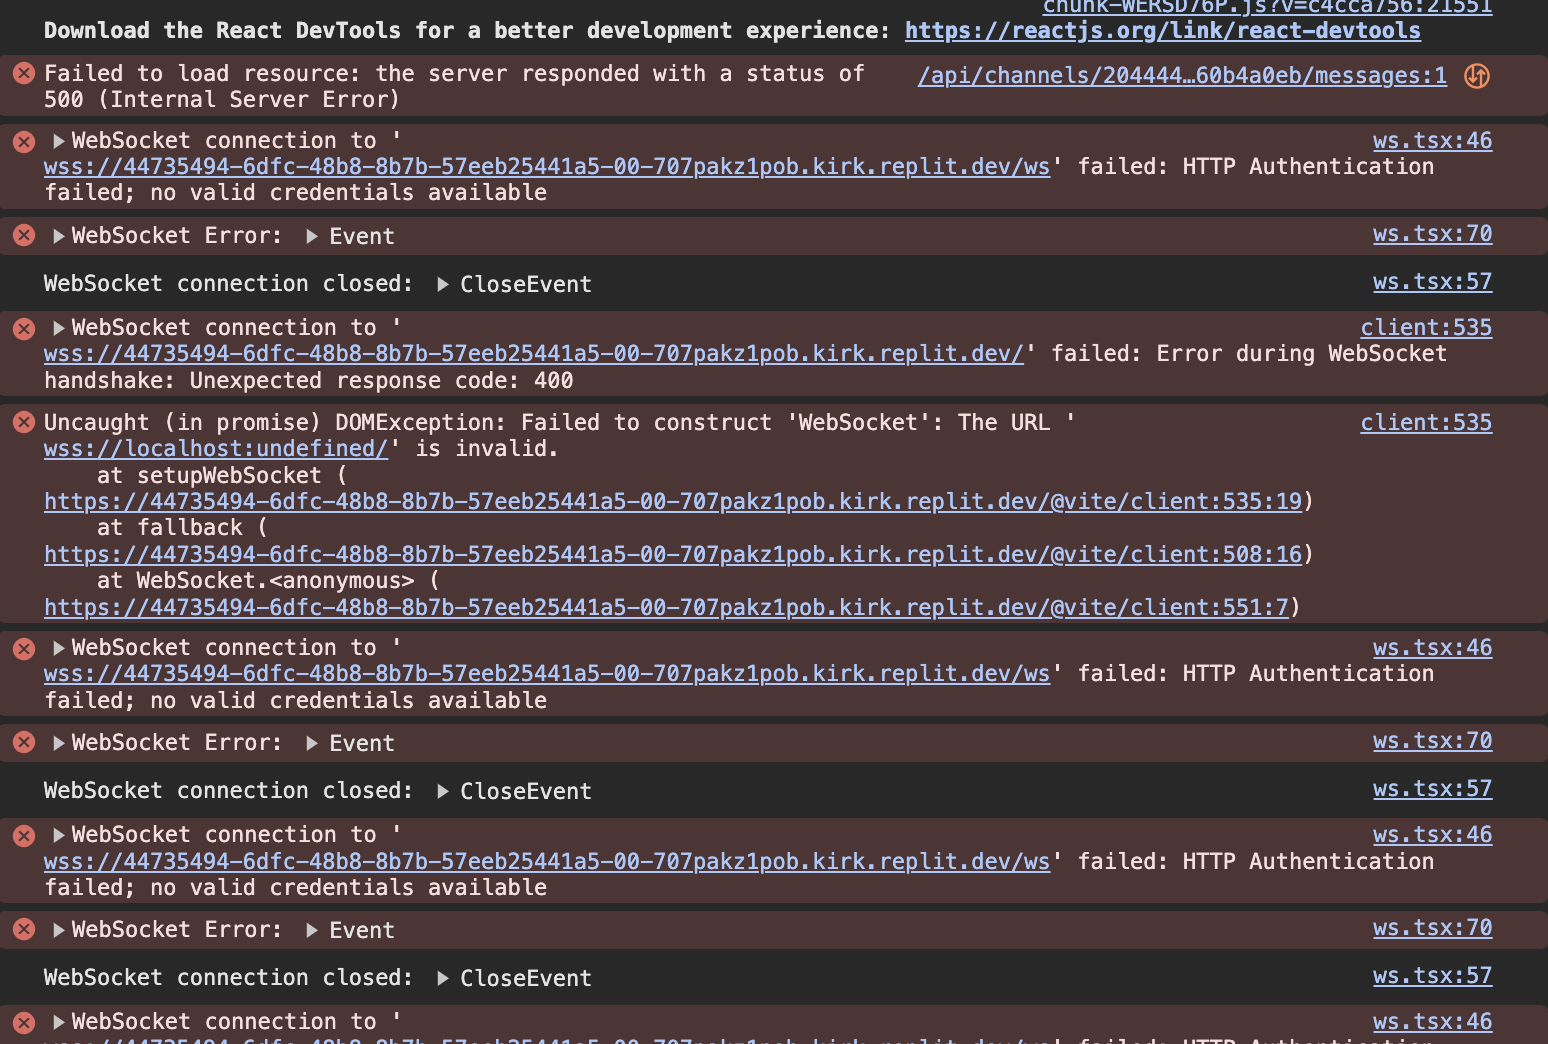 chunk-WERSD76P.js?v=c4cca756:21551
Download the React DevTools for a better development experience: https://reactjs.org/link/react-devtools
Failed to load resource: the server responded with a status of /api/channels/204444…60b4a0eb/messages:1
500 (Internal Server Error)
WebSocket connection to ' ws.tsx:46
wss://44735494-6dfc-48b8-8b7b-57eeb25441a5-00-707pakz1pob.kirk.replit.dev/ws' failed: HTTP Authentication
failed; no valid credentials available
WebSocket Error: Event ws.tsx:70
WebSocket connection closed: CloseEvent ws.tsx:57
WebSocket connection to ' client:535
wss://44735494-6dfc-48b8-8b7b-57eeb25441a5-00-707pakz1pob.kirk.replit.dev/' failed: Error during WebSocket
handshake: Unexpected response code: 400
Uncaught (in promise) DOMException: Failed to construct 'WebSocket': The URL ' client:535
wss://localhost:undefined/' is invalid.
at setupWebSocket (
https://44735494-6dfc-48b8-8b7b-57eeb25441a5-00-707pakz1pob.kirk.replit.dev/@vite/client:535:19)
at fallback (
https://44735494-6dfc-48b8-8b7b-57eeb25441a5-00-707pakz1pob.kirk.replit.dev/@vite/client:508:16)
at WebSocket.<anonymous> (
https://44735494-6dfc-48b8-8b7b-57eeb25441a5-00-707pakz1pob.kirk.replit.dev/@vite/client:551:7)
WebSocket connection to ' ws.tsx:46
wss://44735494-6dfc-48b8-8b7b-57eeb25441a5-00-707pakz1pob.kirk.replit.dev/ws' failed: HTTP Authentication
failed; no valid credentials available
WebSocket Error: Event ws.tsx:70
WebSocket connection closed: CloseEvent ws.tsx:57
WebSocket connection to ' ws.tsx:46
wss://44735494-6dfc-48b8-8b7b-57eeb25441a5-00-707pakz1pob.kirk.replit.dev/ws' failed: HTTP Authentication
failed; no valid credentials available
WebSocket Error: Event ws.tsx:70
WebSocket connection closed: CloseEvent ws.tsx:57
WebSocket connection to ' ws.tsx:46